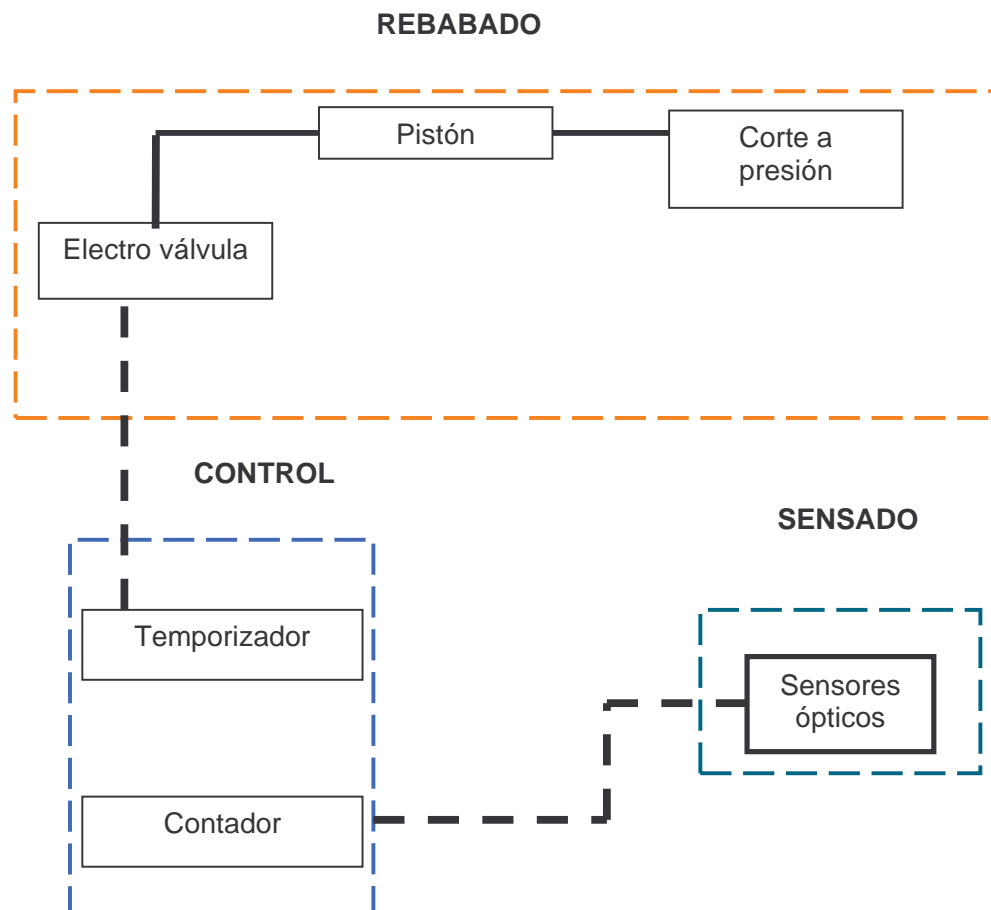 REBABADO
Pistón
Corte a
presión
Electro válvula
CONTROL
SENSADO
Temporizador
Sensores
ópticos
Contador